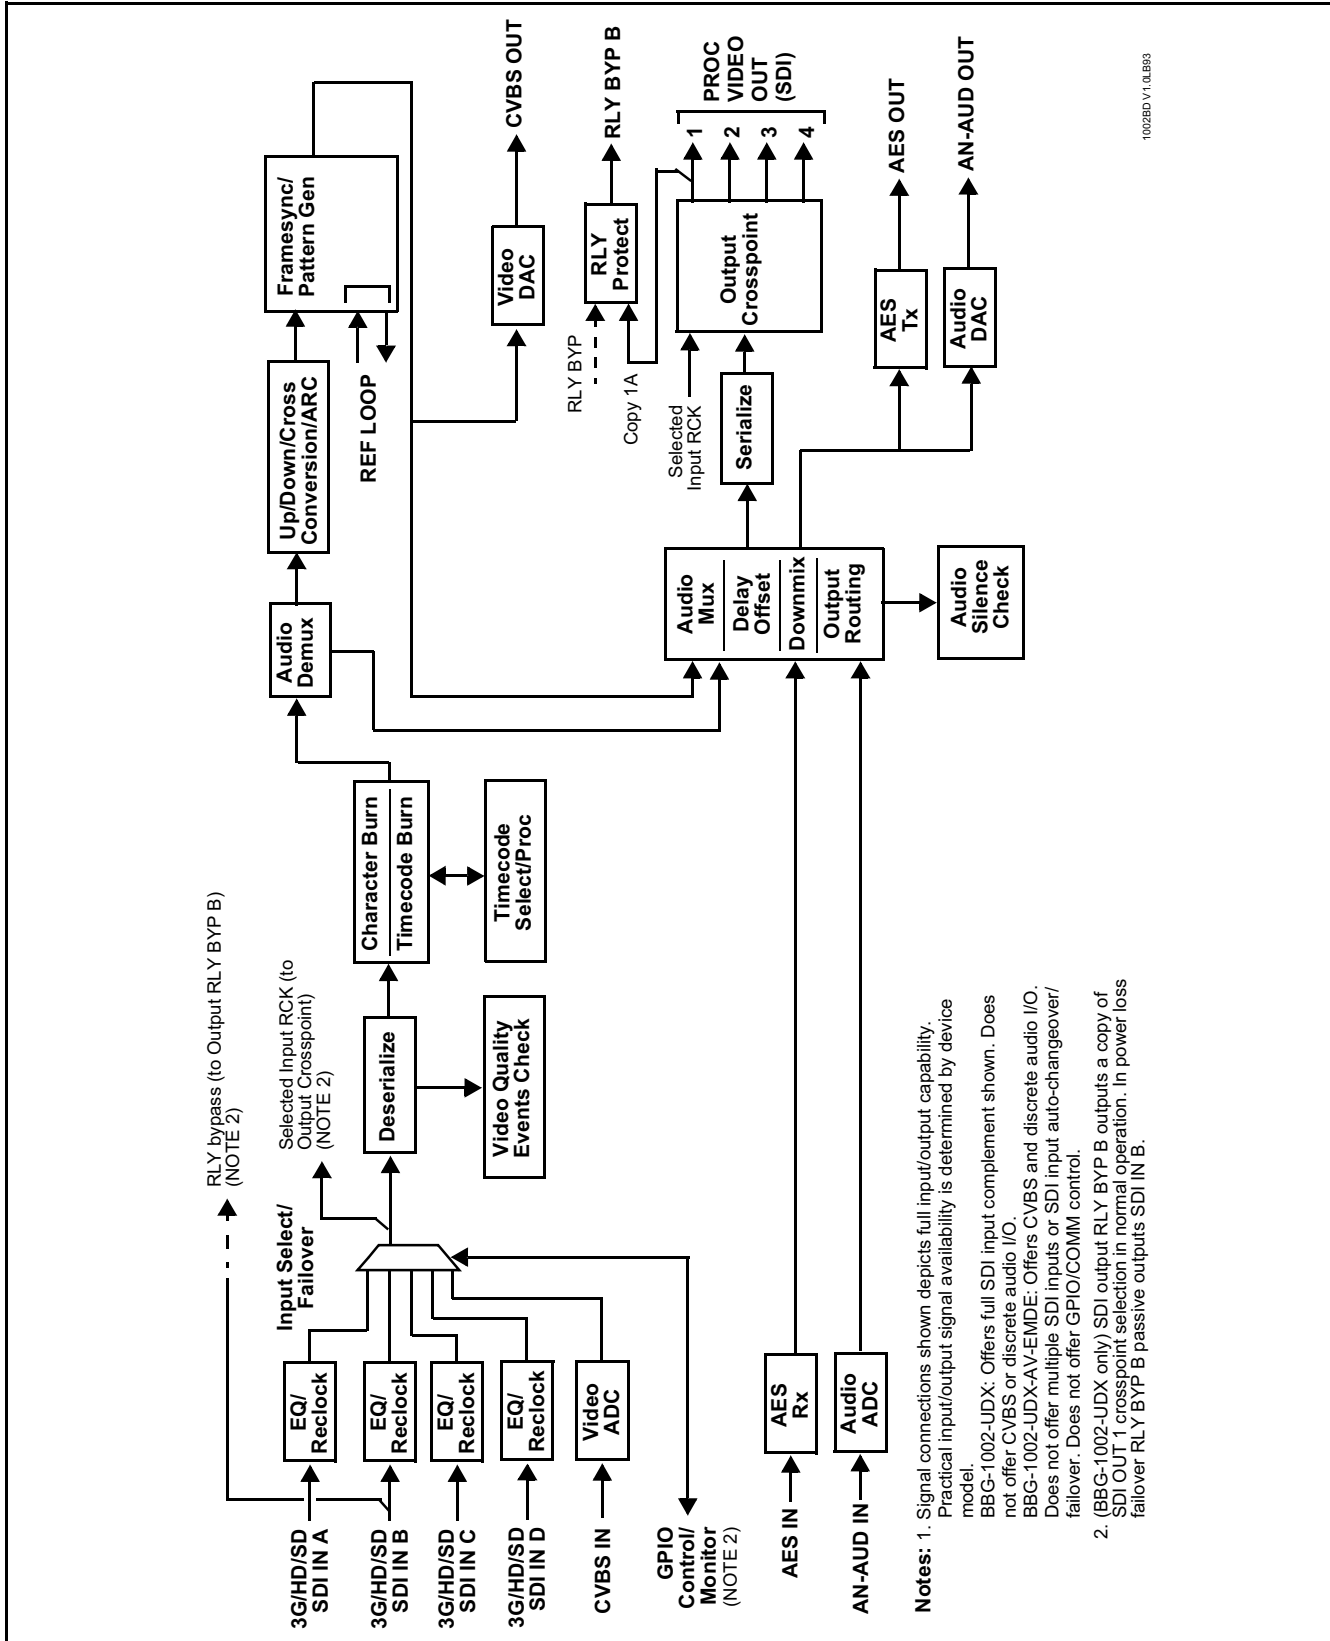 RLY bypass (to Output RLY BYP B)
(NOTE 2)
Selected Input RCK (to
Output Crosspoint)
(NOTE 2)
Input Select/
Failover
3G/HD/SD
SDI IN A
EQ/
Reclock
3G/HD/SD
SDI IN B
EQ/
Reclock
3G/HD/SD
SDI IN C
EQ/
Reclock
3G/HD/SD
SDI IN D
EQ/
Reclock
CVBS IN
Video
ADC
GPIO
Control/
Monitor
(NOTE 2)
AES IN
AES
Rx
AN-AUD IN
Audio
ADC
Deserialize
Video Quality
Events Check
Character Burn
Timecode Burn
Timecode
Select/Proc
Audio
Demux
Up/Down/Cross
Conversion/ARC
Framesync/
Pattern Gen
REF LOOP
Video
DAC
CVBS OUT
RLY BYP
Copy 1A
RLY
Protect
RLY BYP B
Selected
Input RCK
Serialize
Output
Crosspoint
1
2
3
4
PROC
VIDEO
OUT
(SDI)
Audio
Mux
Delay
Offset
Downmix
Output
Routing
Audio
Silence
Check
AES
Tx
AES OUT
Audio
DAC
AN-AUD OUT
Notes: 1. Signal connections shown depicts full input/output capability.
Practical input/output signal availability is determined by device
model.
BBG-1002-UDX: Offers full SDI input complement shown. Does
not offer CVBS or discrete audio I/O.
BBG-1002-UDX-AV-EMDE: Offers CVBS and discrete audio I/O.
Does not offer multiple SDI inputs or SDI input auto-changeover/
failover. Does not offer GPIO/COMM control.
2. (BBG-1002-UDX only) SDI output RLY BYP B outputs a copy of
SDI OUT 1 crosspoint selection in normal operation. In power loss
failover RLY BYP B passive outputs SDI IN B.
1002BD V1.0LB93